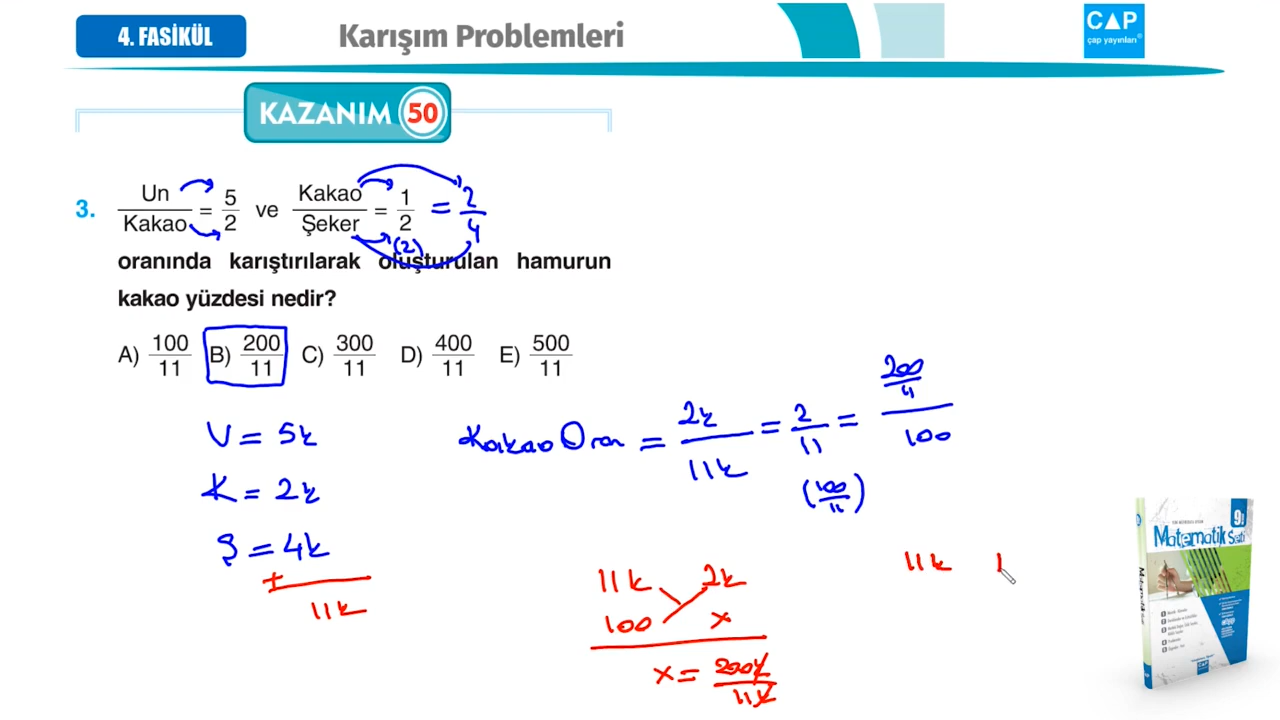 4. FASİKÜL
Karışım Problemleri
ÇAP
çap yayınları®
KAZANIM 50
3. Un/Kakao = 5/2 ve Kakao/Şeker = 1/2 = 2/4
(2)
oranında karıştırılarak oluşturulan hamurun
kakao yüzdesi nedir?
A) 100/11 B) 200/11 C) 300/11 D) 400/11 E) 500/11
U = 5k
K = 2k
Ş = 4k
+
11k
Kakao Oran = 2k/11k = 2/11 = 200/11/100
(100/11)
11k 2k
100 x
x = 200k/11k
11k 1
9.
Matematik Seti
Matematik
ÇAP